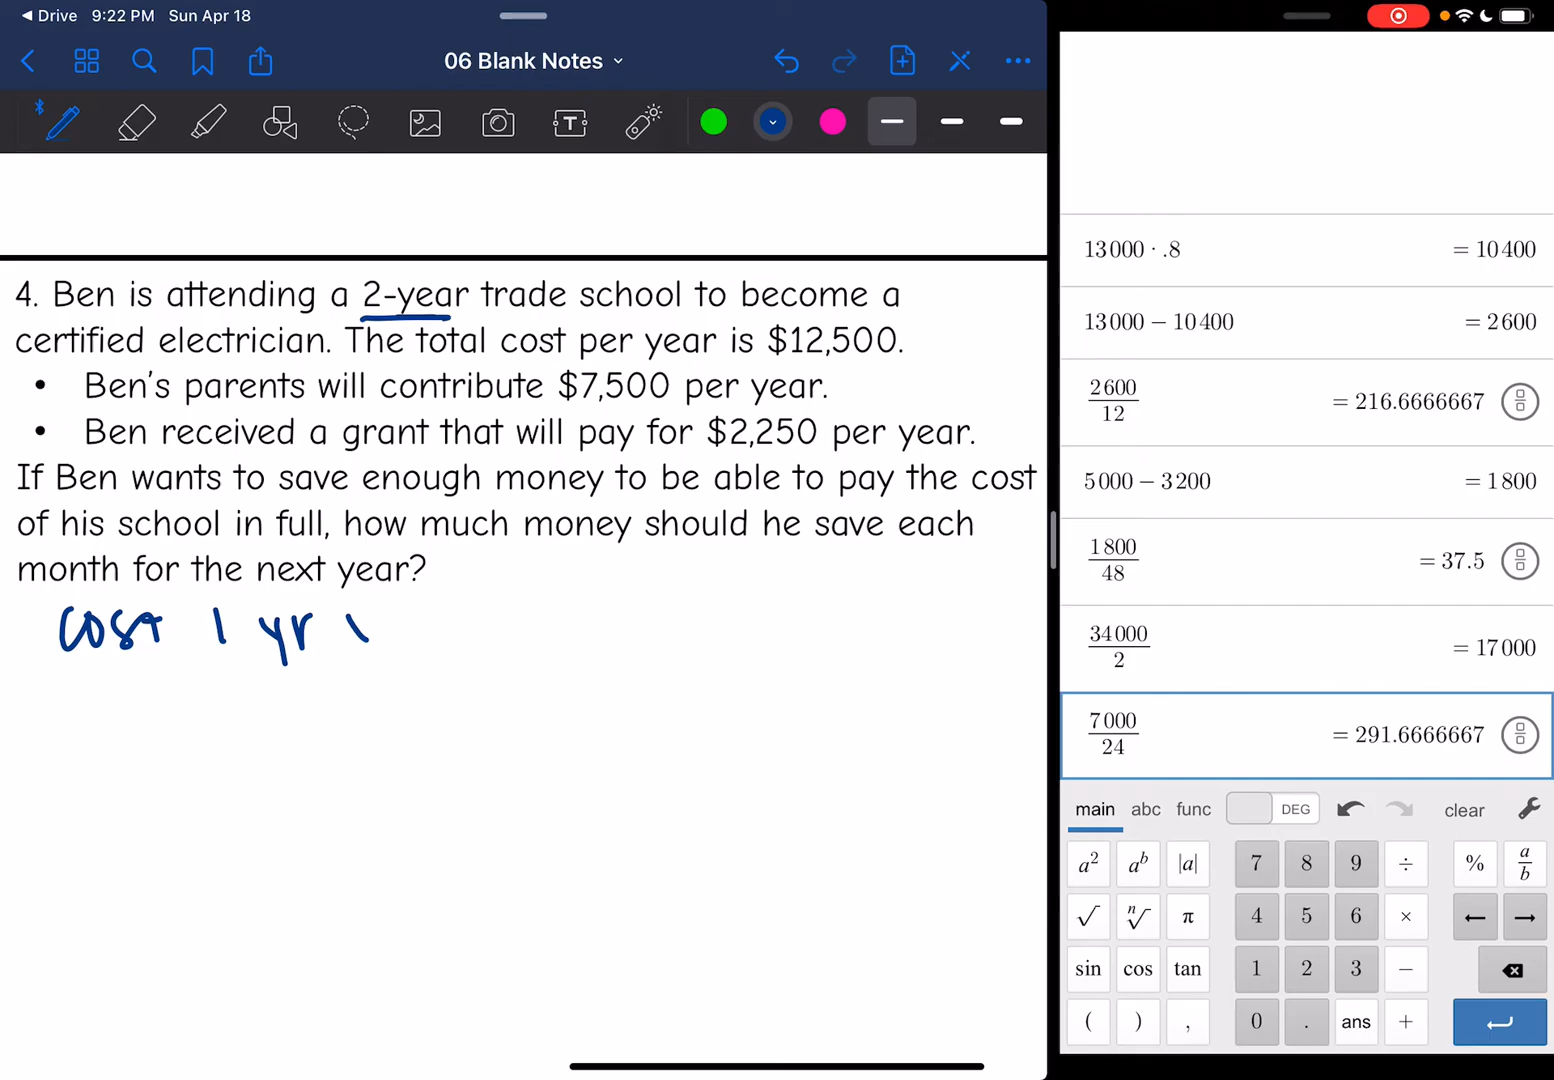 Drive 9:22 PM Sun Apr 18
06 Blank Notes
T
4. Ben is attending a 2-year trade school to become a
certified electrician. The total cost per year is $12,500.
• Ben's parents will contribute $7,500 per year.
• Ben received a grant that will pay for $2,250 per year.
If Ben wants to save enough money to be able to pay the cost
of his school in full, how much money should he save each
month for the next year?
cost 1 yr
13000 · .8 = 10400
13000 − 10400 = 2600
2600/12 = 216.6666667
5000 − 3200 = 1800
1800/48 = 37.5
34000/2 = 17000
7000/24 = 291.6666667
main abc func DEG clear
a² aᵇ |a| 7 8 9 ÷ % a/b
√ ⁿ√ π 4 5 6 × ← →
sin cos tan 1 2 3 −
( ) , 0 . ans +